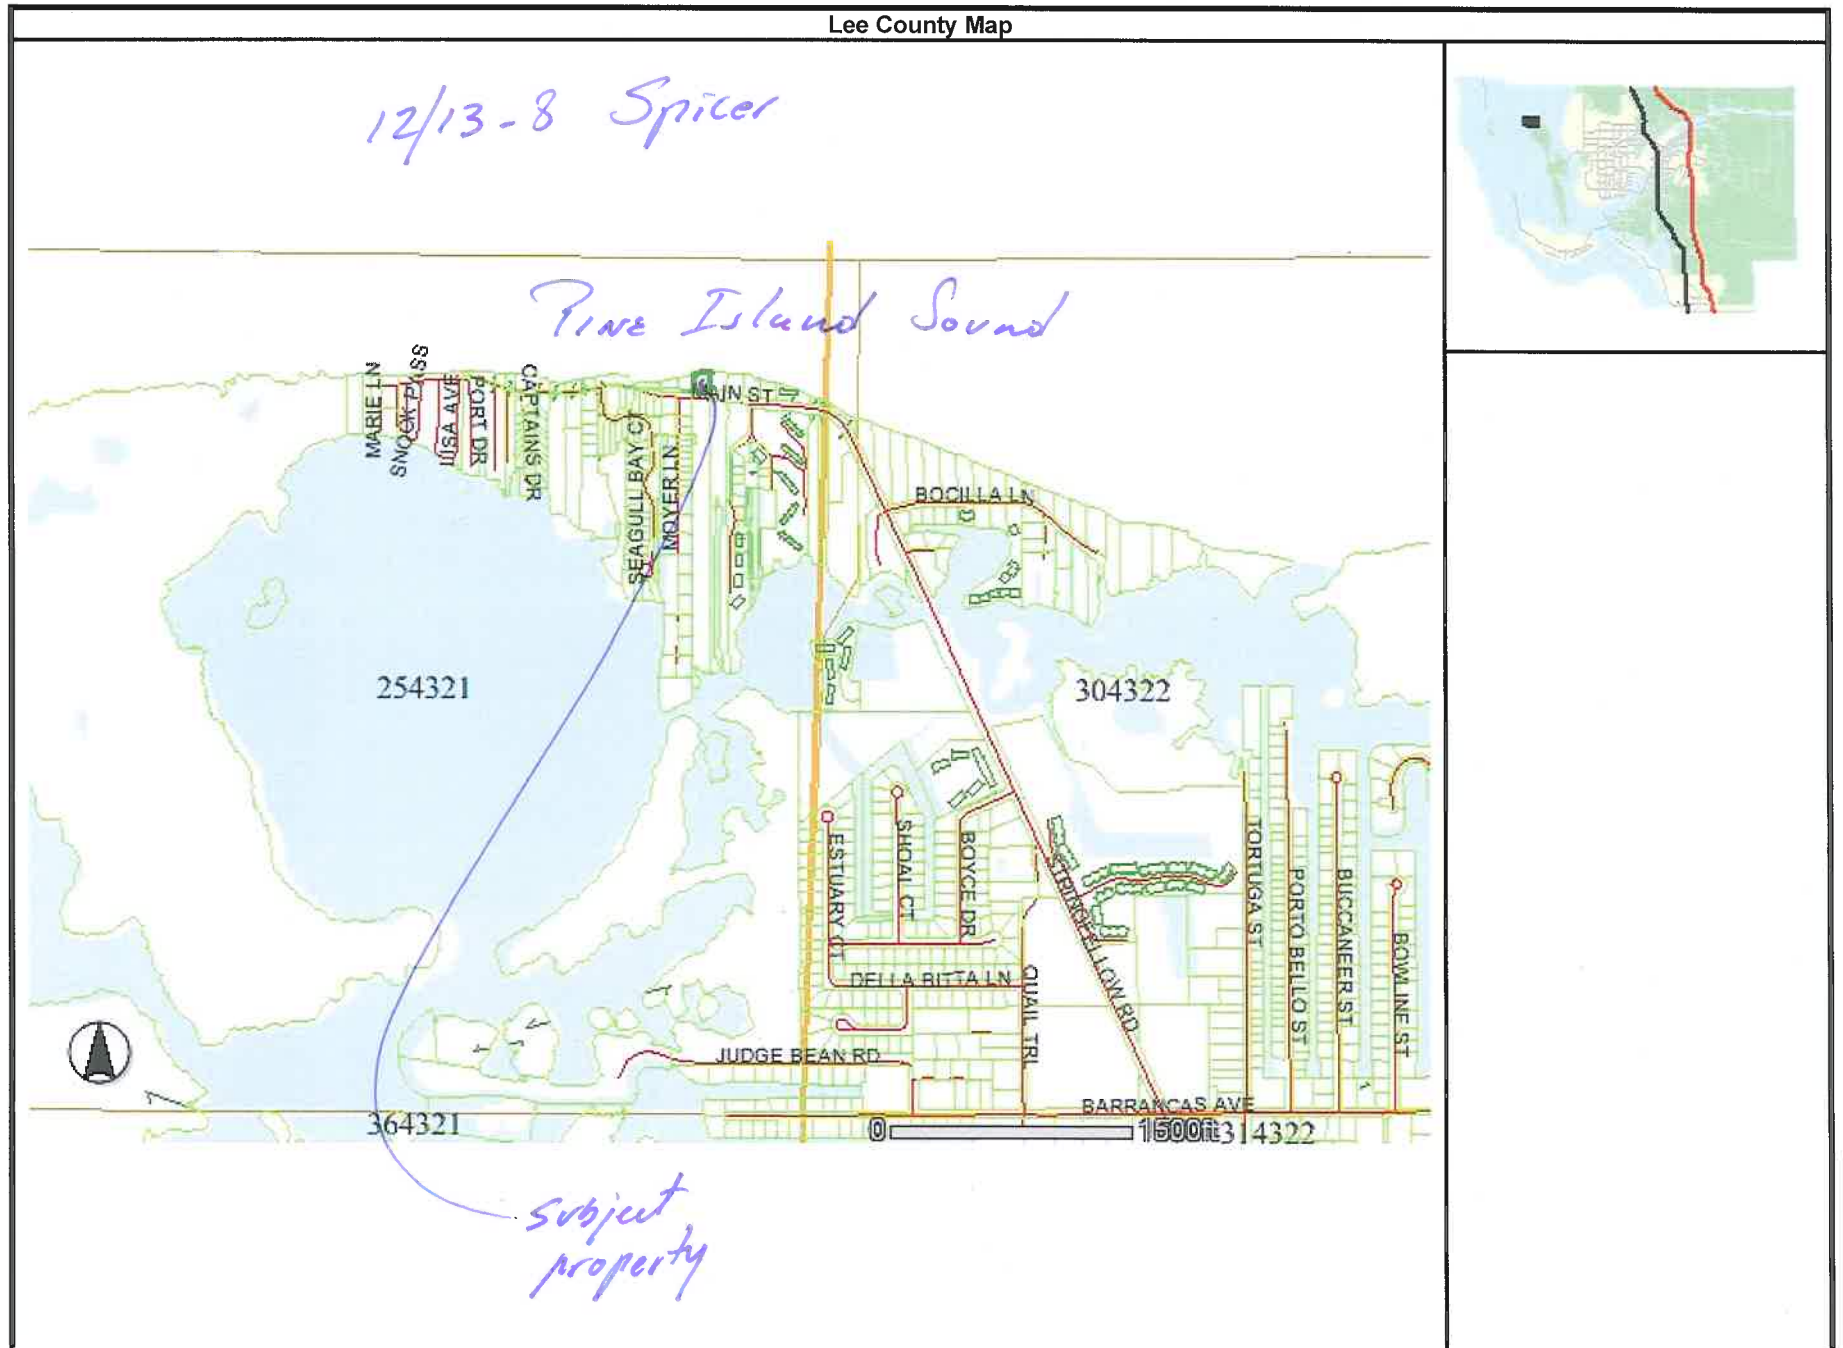 Lee County Map
12/13-8 Spicer
Pine Island Sound
MARIE LN
SNOOK PASS
LISA AVE
PORT DR
CAPTAINS DR
MAIN ST
SEAGULL BAY CT
MOYER LN
BOCILLA LN
254321
304322
ESTUARY CT
SHOAL CT
BOYCE DR
STRINGFELLOW RD
TORTUGA ST
PORTO BELLO ST
BUCCANEER ST
BOWLINE ST
DELLA BITTA LN
QUAIL TRL
JUDGE BEAN RD
BARRANCAS AVE
364321
0 1500ft
314322
subject
property